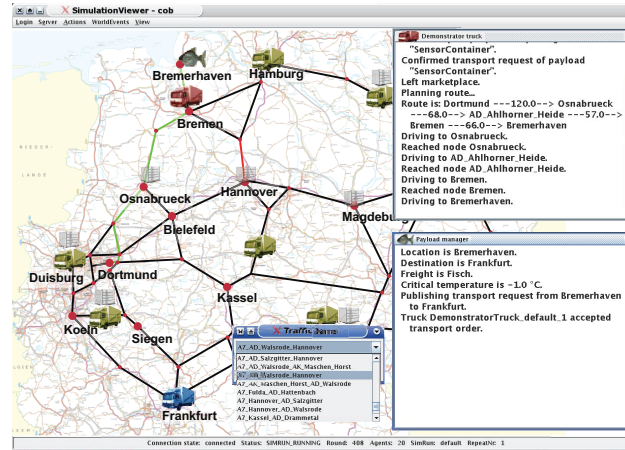 SimulationViewer - cob
Login Server Actions WorldEvents View
Demonstrator truck
"SensorContainer".
Confirmed transport request of payload
"SensorContainer".
Left marketplace.
Planning route...
Route is: Dortmund ---120.0--> Osnabrueck
---68.0--> AD_Ahlhorner_Heide ---57.0-->
Bremen ---66.0--> Bremerhaven
Driving to Osnabrueck.
Reached node Osnabrueck.
Driving to AD_Ahlhorner_Heide.
Reached node AD_Ahlhorner_Heide.
Driving to Bremen.
Reached node Bremen.
Driving to Bremerhaven.
Payload manager
Location is Bremerhaven.
Destination is Frankfurt.
Freight is Fisch.
Critical temperature is -1.0 °C.
Publishing transport request from Bremerhaven
to Frankfurt.
Truck DemonstratorTruck_default_1 accepted
transport order.
Bremerhaven
Hamburg
Bremen
NIEDER-
LANDE
Osnabrueck
Hannover
Magdeburg
Bielefeld
Duisburg
Dortmund
Kassel
Koeln
Siegen
Frankfurt
A7_AD_Walsrode_Hannover
A7_AD_Salzgitter_Hannover
A7_AD_Walsrode_AK_Maschen_Horst
A7_AD_Walsrode_Hannover
A7_AK_Maschen_Horst_AD_Walsrode
A7_Fulda_AD_Hattenbach
A7_Hannover_AD_Salzgitter
A7_Hannover_AD_Walsrode
A7_Kassel_AD_Drammetal
Connection state: connected Status: SIMRUN_RUNNING Round: 408 Agents: 20 SimRun: default RepeatNr: 1